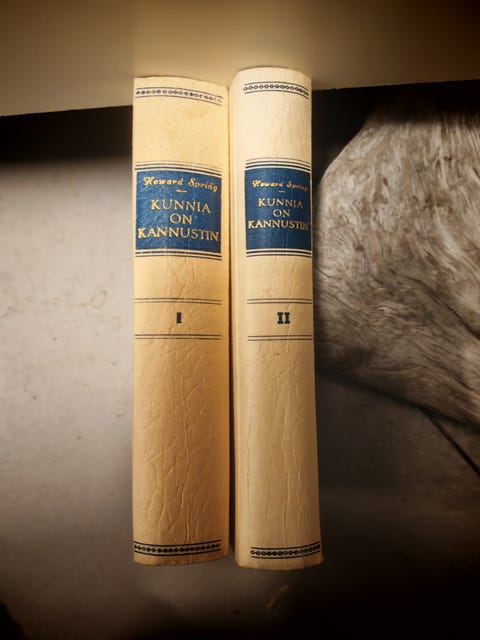 Howard Spring
KUNNIA
ON
KANNUSTIN
I
Howard Spring
KUNNIA
ON
KANNUSTIN
II